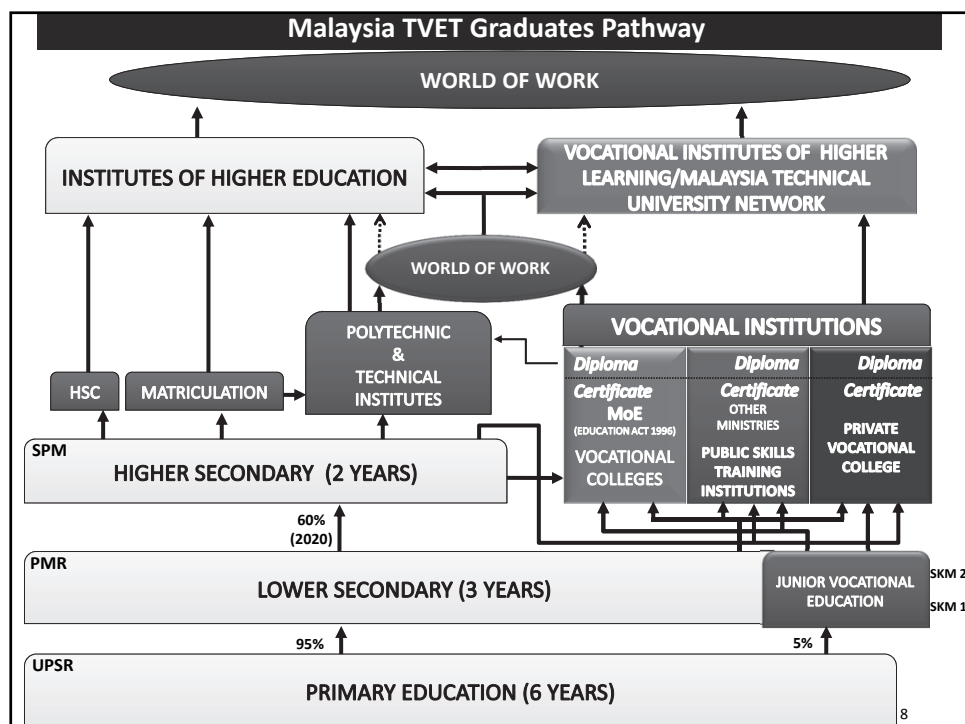 Malaysia TVET Graduates Pathway
WORLD OF WORK
INSTITUTES OF HIGHER EDUCATION
VOCATIONAL INSTITUTES OF HIGHER
LEARNING/MALAYSIA TECHNICAL
UNIVERSITY NETWORK
WORLD OF WORK
HSC
MATRICULATION
POLYTECHNIC
&
TECHNICAL
INSTITUTES
VOCATIONAL INSTITUTIONS
Diploma
Certificate
MoE
(EDUCATION ACT 1996)
VOCATIONAL
COLLEGES
Diploma
Certificate
OTHER
MINISTRIES
PUBLIC SKILLS
TRAINING
INSTITUTIONS
Diploma
Certificate
PRIVATE
VOCATIONAL
COLLEGE
SPM
HIGHER SECONDARY (2 YEARS)
60%
(2020)
PMR
LOWER SECONDARY (3 YEARS)
JUNIOR VOCATIONAL
EDUCATION
SKM 2
SKM 1
95%
5%
UPSR
PRIMARY EDUCATION (6 YEARS)
8